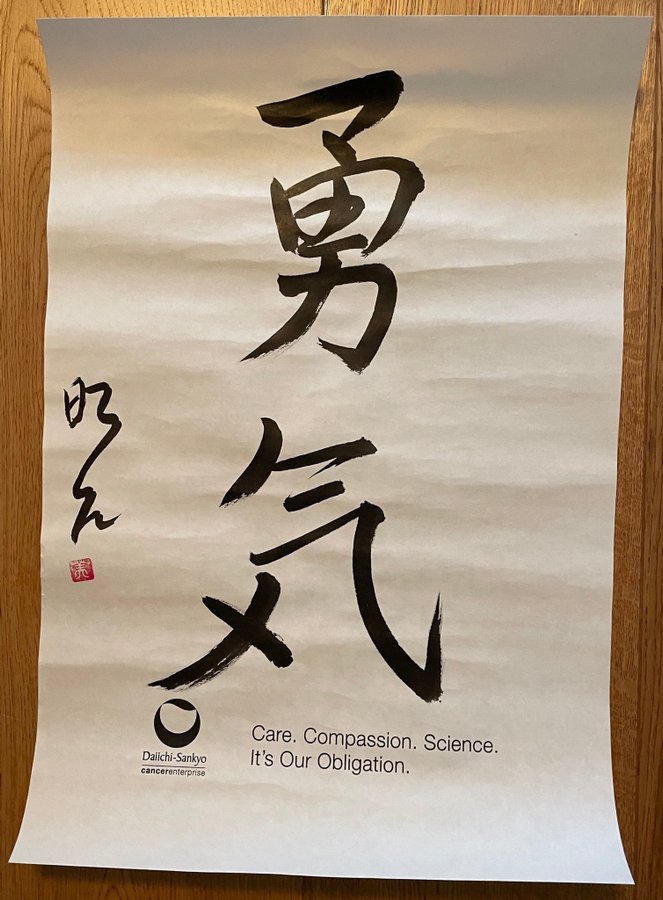 勇気
Daiichi-Sankyo
cancerenterprise
Care. Compassion. Science.
It's Our Obligation.